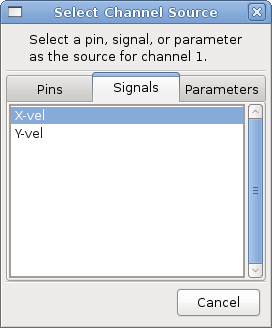 Select Channel Source
Select a pin, signal, or parameter
as the source for channel 1.
Pins Signals Parameters
X-vel
Y-vel
Cancel